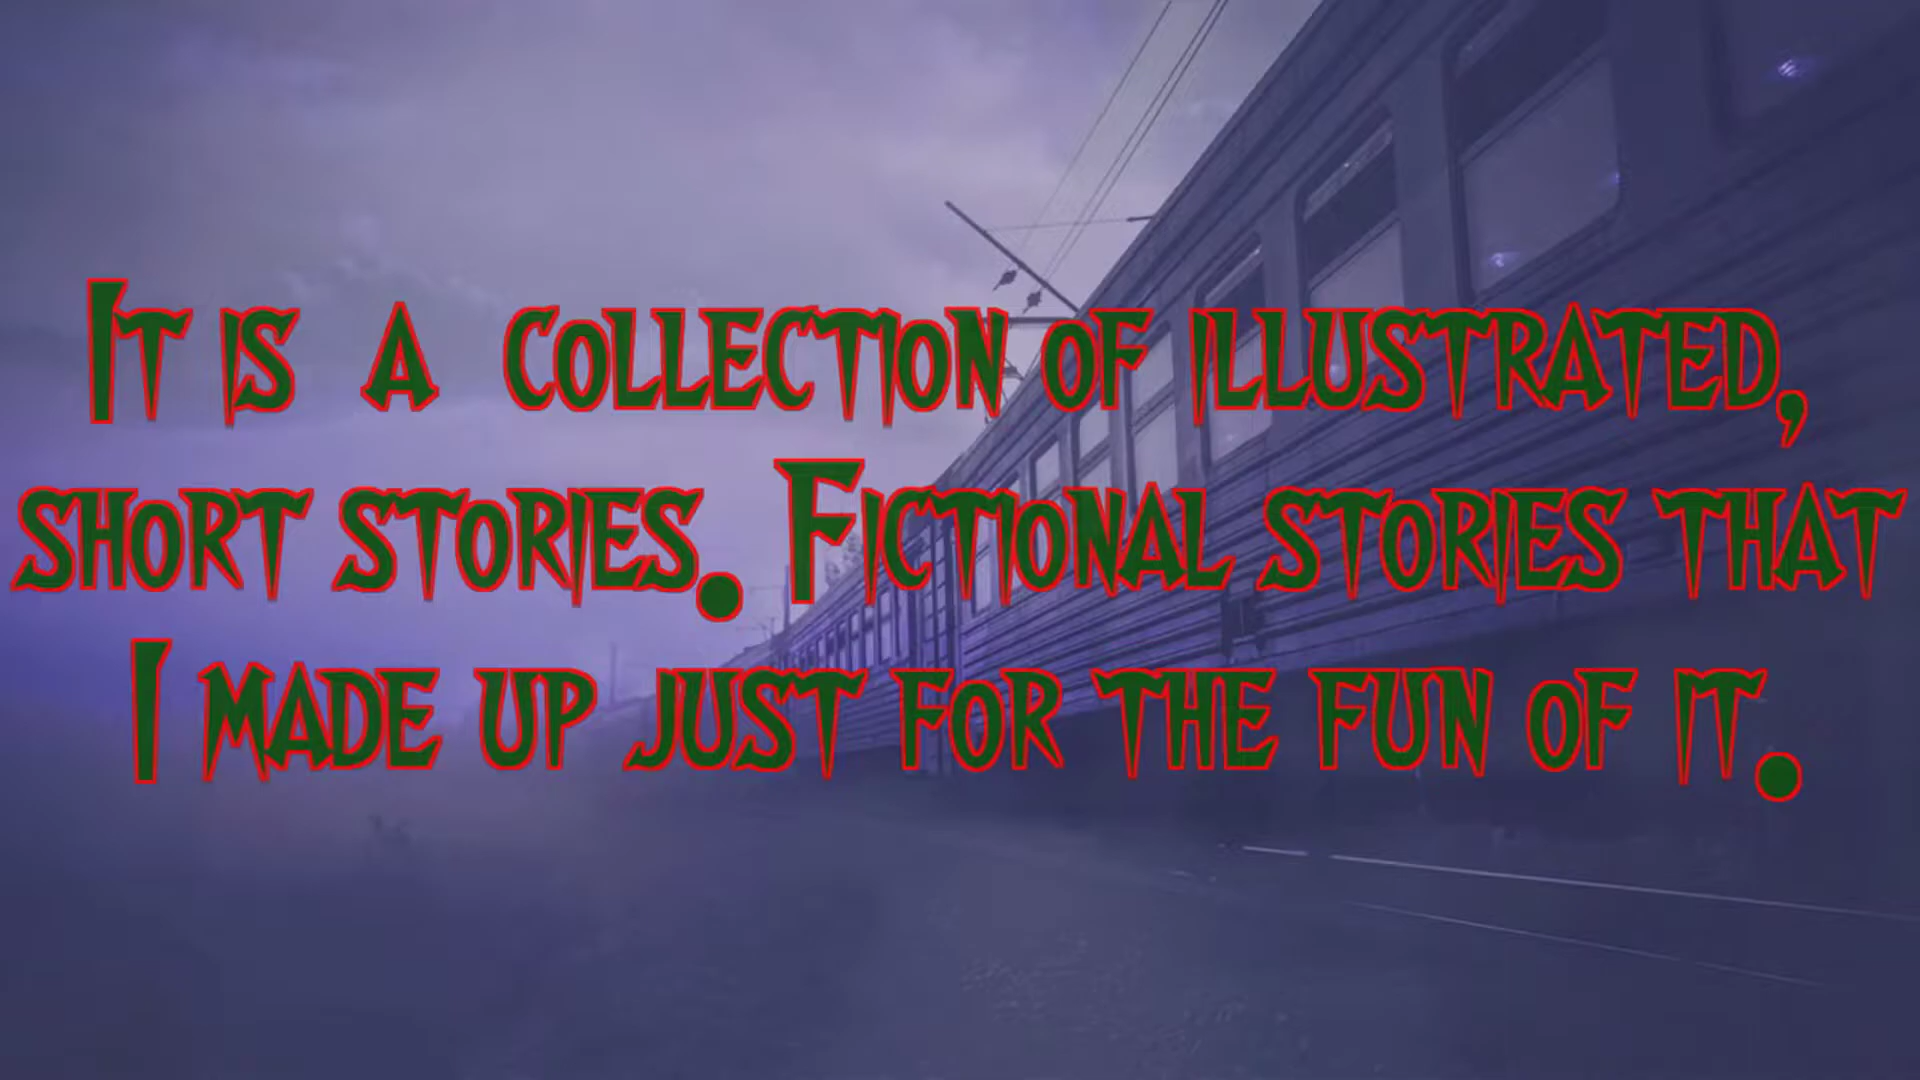 It is a collection of illustrated,
short stories. Fictional stories that
I made up just for the fun of it.